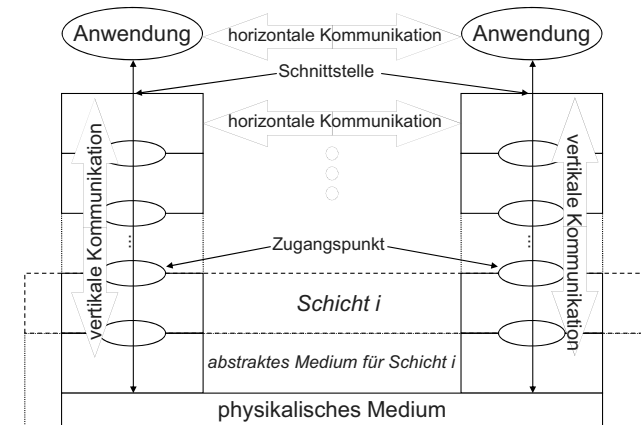 Anwendung
horizontale Kommunikation
Anwendung
Schnittstelle
horizontale Kommunikation
vertikale Kommunikation
vertikale Kommunikation
...
...
Zugangspunkt
Schicht i
abstraktes Medium für Schicht i
physikalisches Medium